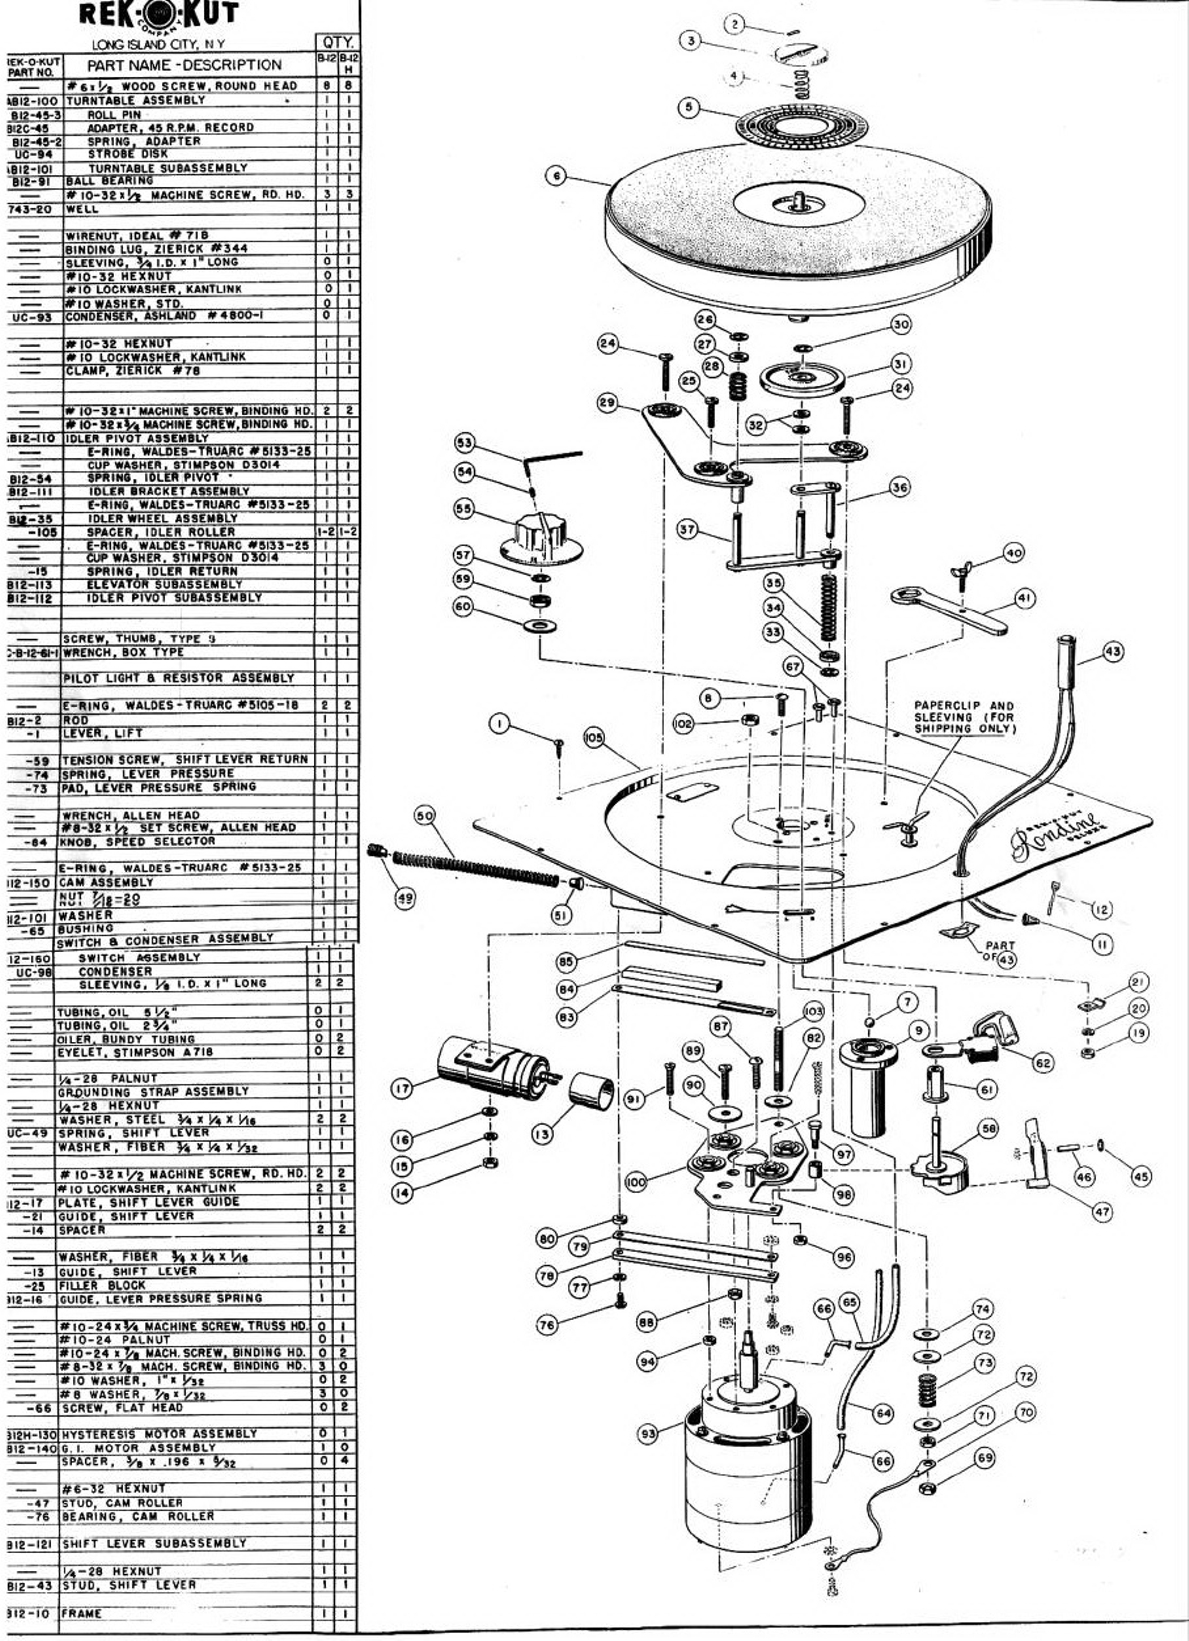 REK-O-KUT
COMPANY
LONG ISLAND CITY, N Y
QTY.
REK-O-KUT PART NO. PART NAME - DESCRIPTION B-12 B-12 H
— #6x1/2 WOOD SCREW, ROUND HEAD 8 8
AB12-100 TURNTABLE ASSEMBLY 1 1
B12-45-3 ROLL PIN 1 1
B12C-45 ADAPTER, 45 R.P.M. RECORD 1 1
B12-45-2 SPRING, ADAPTER 1 1
UC-94 STROBE DISK 1 1
AB12-101 TURNTABLE SUBASSEMBLY 1 1
B12-91 BALL BEARING 1 1
— #10-32x1/2 MACHINE SCREW, RD. HD. 3 3
743-20 WELL 1 1
— WIRENUT, IDEAL #71B 1 1
— BINDING LUG, ZIERICK #344 1 1
— SLEEVING, 3/4 I.D. X 1" LONG 0 1
— #10-32 HEXNUT 0 1
— #10 LOCKWASHER, KANTLINK 0 1
— #10 WASHER, STD. 0 1
UC-93 CONDENSER, ASHLAND #4800-1 0 1
— #10-32 HEXNUT 1 1
— #10 LOCKWASHER, KANTLINK 1 1
— CLAMP, ZIERICK #78 1 1
— #10-32x1" MACHINE SCREW, BINDING HD. 2 2
— #10-32x3/4 MACHINE SCREW, BINDING HD. 1 1
AB12-110 IDLER PIVOT ASSEMBLY 1 1
— E-RING, WALDES-TRUARC #5133-25 1 1
— CUP WASHER, STIMPSON D3014 1 1
B12-54 SPRING, IDLER PIVOT 1 1
B12-111 IDLER BRACKET ASSEMBLY 1 1
— E-RING, WALDES-TRUARC #5133-25 1 1
B12-35 IDLER WHEEL ASSEMBLY 1 1
-105 SPACER, IDLER ROLLER 1-2 1-2
— E-RING, WALDES-TRUARC #5133-25 1 1
— CUP WASHER, STIMPSON D3014 1 1
-15 SPRING, IDLER RETURN 1 1
B12-113 ELEVATOR SUBASSEMBLY 1 1
B12-112 IDLER PIVOT SUBASSEMBLY 1 1
— SCREW, THUMB, TYPE 1 1
C-B-12-61-1 WRENCH, BOX TYPE 1 1
PILOT LIGHT & RESISTOR ASSEMBLY 1 1
— E-RING, WALDES-TRUARC #5105-18 2 2
B12-2 ROD 1 1
-1 LEVER, LIFT 1 1
-59 TENSION SCREW, SHIFT LEVER RETURN 1 1
-74 SPRING, LEVER PRESSURE 1 1
-73 PAD, LEVER PRESSURE SPRING 1 1
— WRENCH, ALLEN HEAD 1 1
— #8-32 x 1/2 SET SCREW, ALLEN HEAD 1 1
-84 KNOB, SPEED SELECTOR 1 1
— E-RING, WALDES-TRUARC #5133-25 1 1
112-150 CAM ASSEMBLY 1 1
— NUT 7/16-20 1 1
112-101 WASHER 1 1
-65 BUSHING 1 1
SWITCH & CONDENSER ASSEMBLY 1 1
12-160 SWITCH ASSEMBLY 1 1
UC-98 CONDENSER 1 1
— SLEEVING, 1/8 I.D. X 1" LONG 2 2
TUBING, OIL 5 1/2" 0 1
— TUBING, OIL 2 3/4" 0 1
— OILER, BUNDY TUBING 0 2
— EYELET, STIMPSON A718 0 2
— 1/4-28 PALNUT 1 1
GROUNDING STRAP ASSEMBLY 1 1
— 1/4-28 HEXNUT 1 1
— WASHER, STEEL 3/4 X 1/4 X 1/16 2 2
UC-49 SPRING, SHIFT LEVER 1 1
— WASHER, FIBER 3/4 X 1/4 X 1/32 1 1
— #10-32x1/2 MACHINE SCREW, RD. HD. 2 2
— #10 LOCKWASHER, KANTLINK 2 2
112-17 PLATE, SHIFT LEVER GUIDE 1 1
-21 GUIDE, SHIFT LEVER 1 1
-14 SPACER 2 2
— WASHER, FIBER 3/4 X 1/4 X 1/16 1 1
-13 GUIDE, SHIFT LEVER 1 1
-25 FILLER BLOCK 1 1
B12-16 GUIDE, LEVER PRESSURE SPRING 1 1
— #10-24x3/4 MACHINE SCREW, TRUSS HD. 0 1
— #10-24 PALNUT 0 1
— #10-24 x 7/8 MACH. SCREW, BINDING HD. 0 2
— #8-32 x 7/8 MACH. SCREW, BINDING HD. 3 0
— #10 WASHER, 1" x 1/32 0 2
— #8 WASHER, 7/8 x 1/32 3 0
-66 SCREW, FLAT HEAD 0 2
B12H-130 HYSTERESIS MOTOR ASSEMBLY 0 1
B12-140 G.I. MOTOR ASSEMBLY 1 0
— SPACER, 3/8 X .196 X 5/32 0 4
— #6-32 HEXNUT 1 1
-47 STUD, CAM ROLLER 1 1
-76 BEARING, CAM ROLLER 1 1
B12-121 SHIFT LEVER SUBASSEMBLY 1 1
— 1/4-28 HEXNUT 1 1
B12-43 STUD, SHIFT LEVER 1 1
B12-10 FRAME 1 1
2
3
4
5
6
26
30
24
27
31
28
25
24
29
32
53
36
54
55
37
40
57
35
41
59
34
60
33
43
67
8
PAPERCLIP AND
SLEEVING (FOR
SHIPPING ONLY)
1
102
105
REK-O-KUT
Rondine
DELUXE
50
49
51
12
11
PART
OF 43
85
84
83
87
103
7
21
82
9
20
19
62
89
17
91
90
61
13
16
58
15
97
46
45
14
100
98
47
80
79
96
78
77
66
65
74
76
88
72
94
73
72
64
71
70
93
66
69